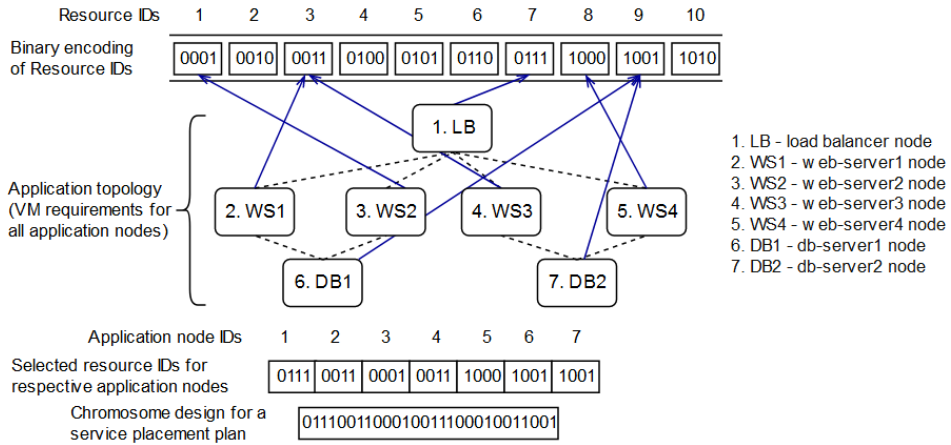 Resource IDs 1 2 3 4 5 6 7 8 9 10
Binary encoding
of Resource IDs
0001 0010 0011 0100 0101 0110 0111 1000 1001 1010
1. LB
Application topology
(VM requirements for
all application nodes)
2. WS1 3. WS2 4. WS3 5. WS4
6. DB1 7. DB2
1. LB - load balancer node
2. WS1 - web-server1 node
3. WS2 - web-server2 node
4. WS3 - web-server3 node
5. WS4 - web-server4 node
6. DB1 - db-server1 node
7. DB2 - db-server2 node
Application node IDs 1 2 3 4 5 6 7
Selected resource IDs for
respective application nodes
0111 0011 0001 0011 1000 1001 1001
Chromosome design for a
service placement plan
0111001100010011100010011001